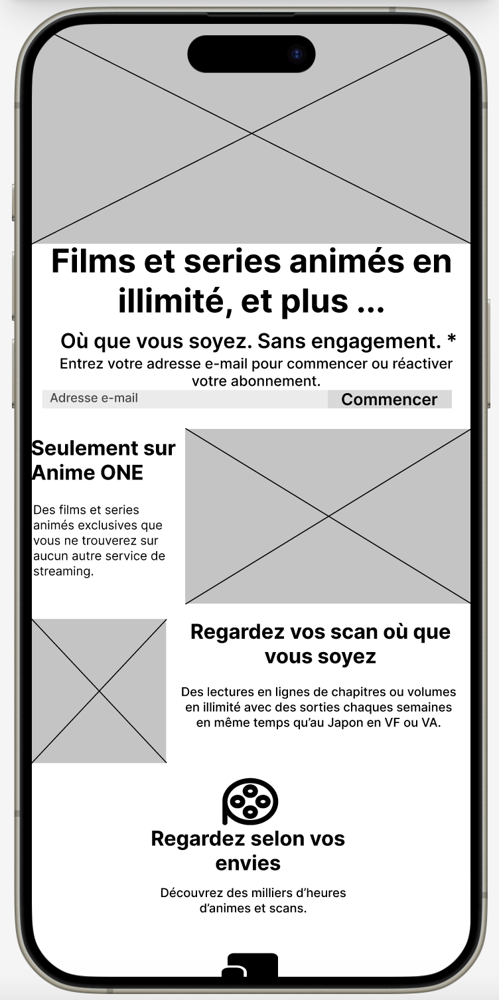 Films et series animés en
illimité, et plus ...
Où que vous soyez. Sans engagement. *
Entrez votre adresse e-mail pour commencer ou réactiver
votre abonnement.
Adresse e-mail
Commencer
Seulement sur
Anime ONE
Des films et series
animés exclusives que
vous ne trouverez sur
aucun autre service de
streaming.
Regardez vos scan où que
vous soyez
Des lectures en lignes de chapitres ou volumes
en illimité avec des sorties chaques semaines
en même temps qu’au Japon en VF ou VA.
Regardez selon vos
envies
Découvrez des milliers d’heures
d’animes et scans.